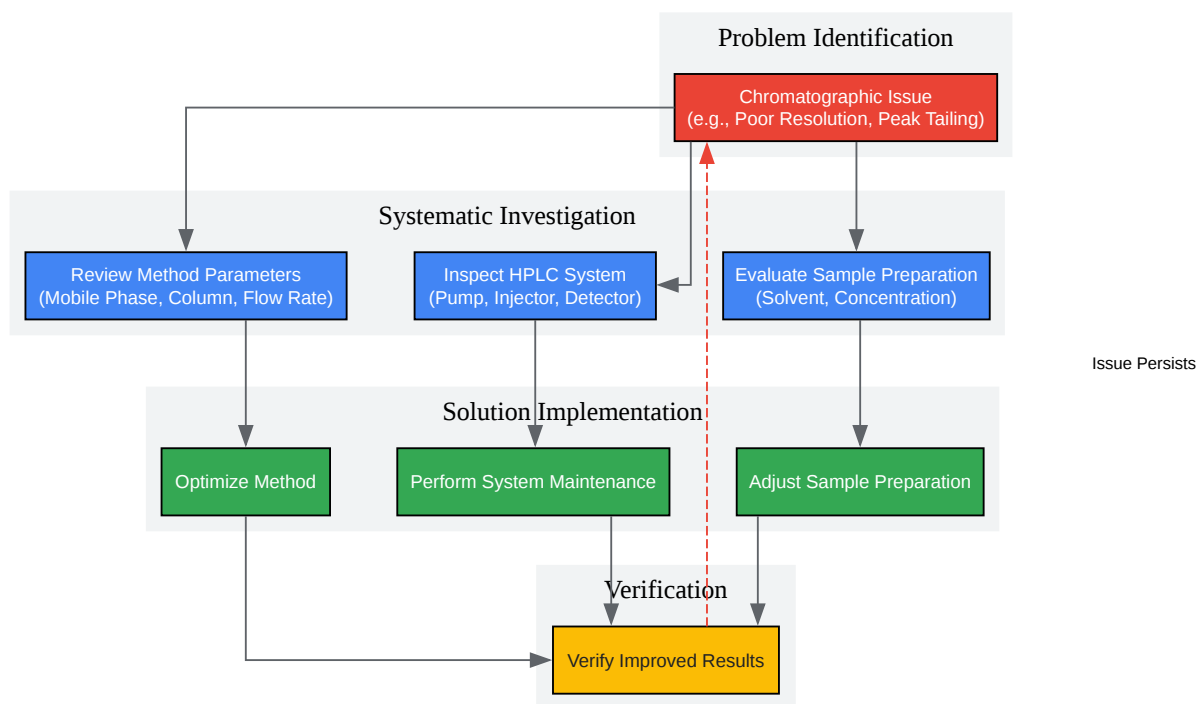 Problem Identification
Chromatographic Issue
(e.g., Poor Resolution, Peak Tailing)
Systematic Investigation
Review Method Parameters
(Mobile Phase, Column, Flow Rate)
Inspect HPLC System
(Pump, Injector, Detector)
Evaluate Sample Preparation
(Solvent, Concentration)
Issue Persists
Solution Implementation
Optimize Method
Perform System Maintenance
Adjust Sample Preparation
Verification
Verify Improved Results